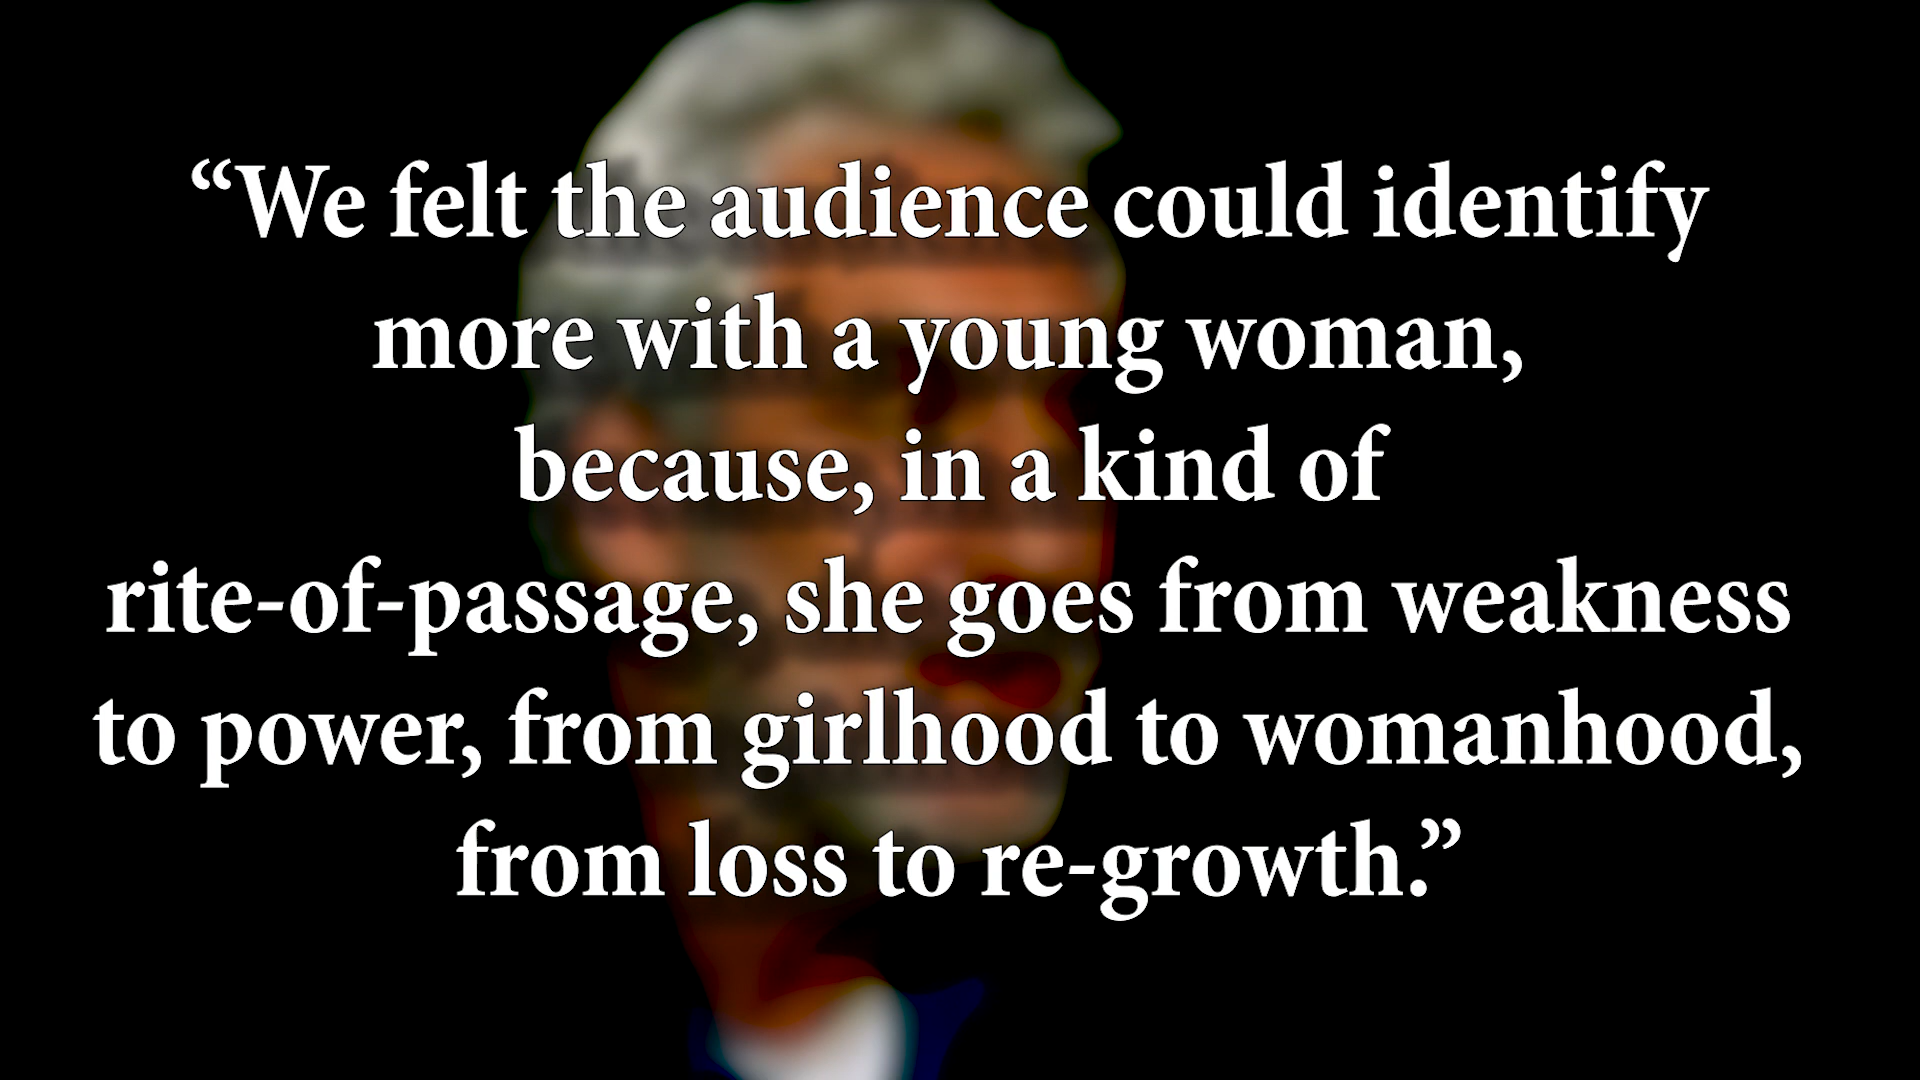 “We felt the audience could identify
more with a young woman,
because, in a kind of
rite-of-passage, she goes from weakness
to power, from girlhood to womanhood,
from loss to re-growth.”